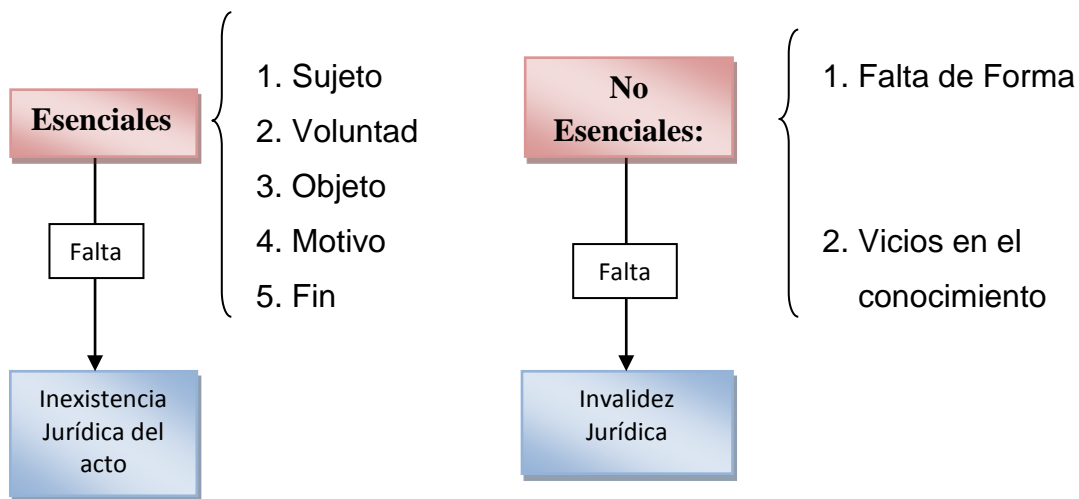 Esenciales
1. Sujeto
2. Voluntad
3. Objeto
4. Motivo
5. Fin
Falta
Inexistencia
Jurídica del
acto
No
Esenciales:
1. Falta de Forma
2. Vicios en el
conocimiento
Falta
Invalidez
Jurídica